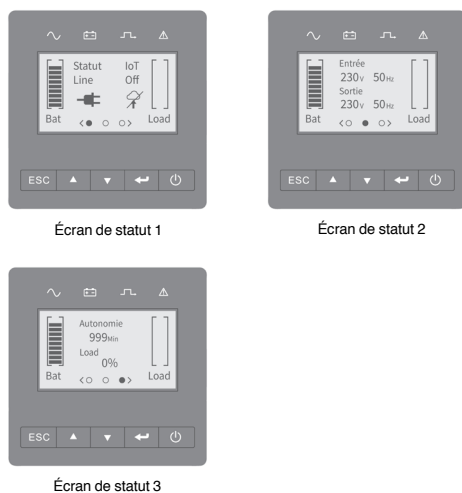 Statut IoT
Line Off
Bat Load
ESC
Écran de statut 1
Entrée
230V 50Hz
Sortie
230V 50Hz
Bat Load
ESC
Écran de statut 2
Autonomie
999Min
Load
0%
Bat Load
ESC
Écran de statut 3